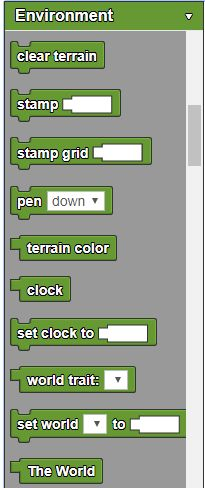 Environment
clear terrain
stamp
stamp grid
pen down
terrain color
clock
set clock to
world trait:
set world to
The World